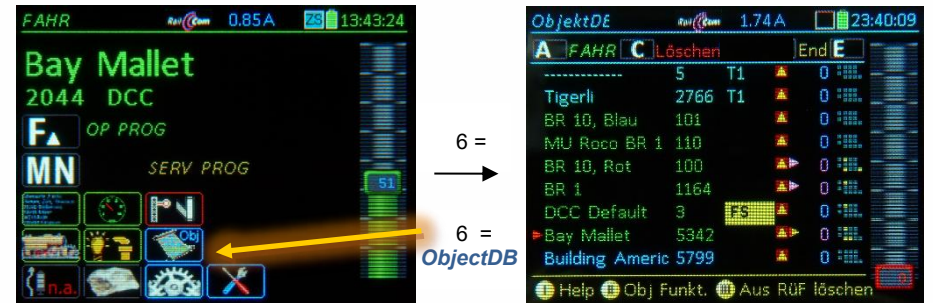 FAHR RailCom 0.85A ZS 13:43:24
Bay Mallet
2044 DCC
F▲ OP PROG
MN SERV PROG
51
Obj
n.a.
6 =
6 =
ObjectDB
ObjektDE RailCom 1.74A 23:40:09
A FAHR C Löschen End E
------------ 5 T1 0
Tigerli 2766 T1 0
BR 10, Blau 101 0
MU Roco BR 1 110 0
BR 10, Rot 100 0
BR 1 1164 0
DCC Default 3 FS 0
Bay Mallet 5342 0
Building Americ 5799 0
Help Obj Funkt. Aus RüF löschen